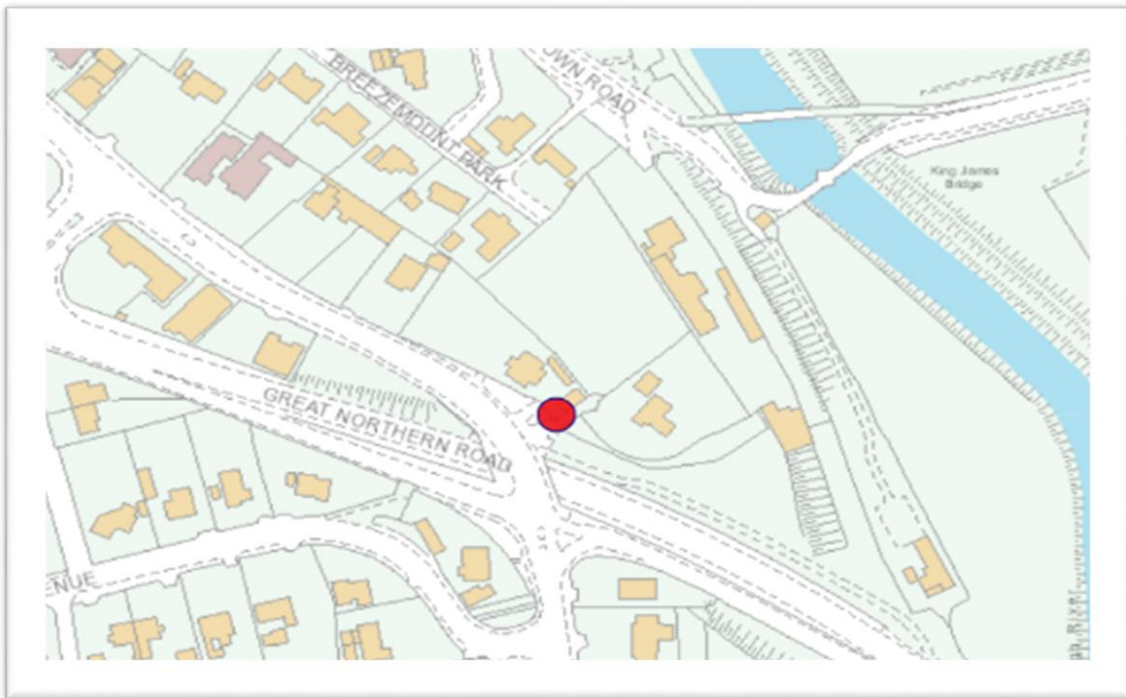 OWN ROAD
BREEZEMOUNT PARK
King James
Bridge
GREAT NORTHERN ROAD
ENUE